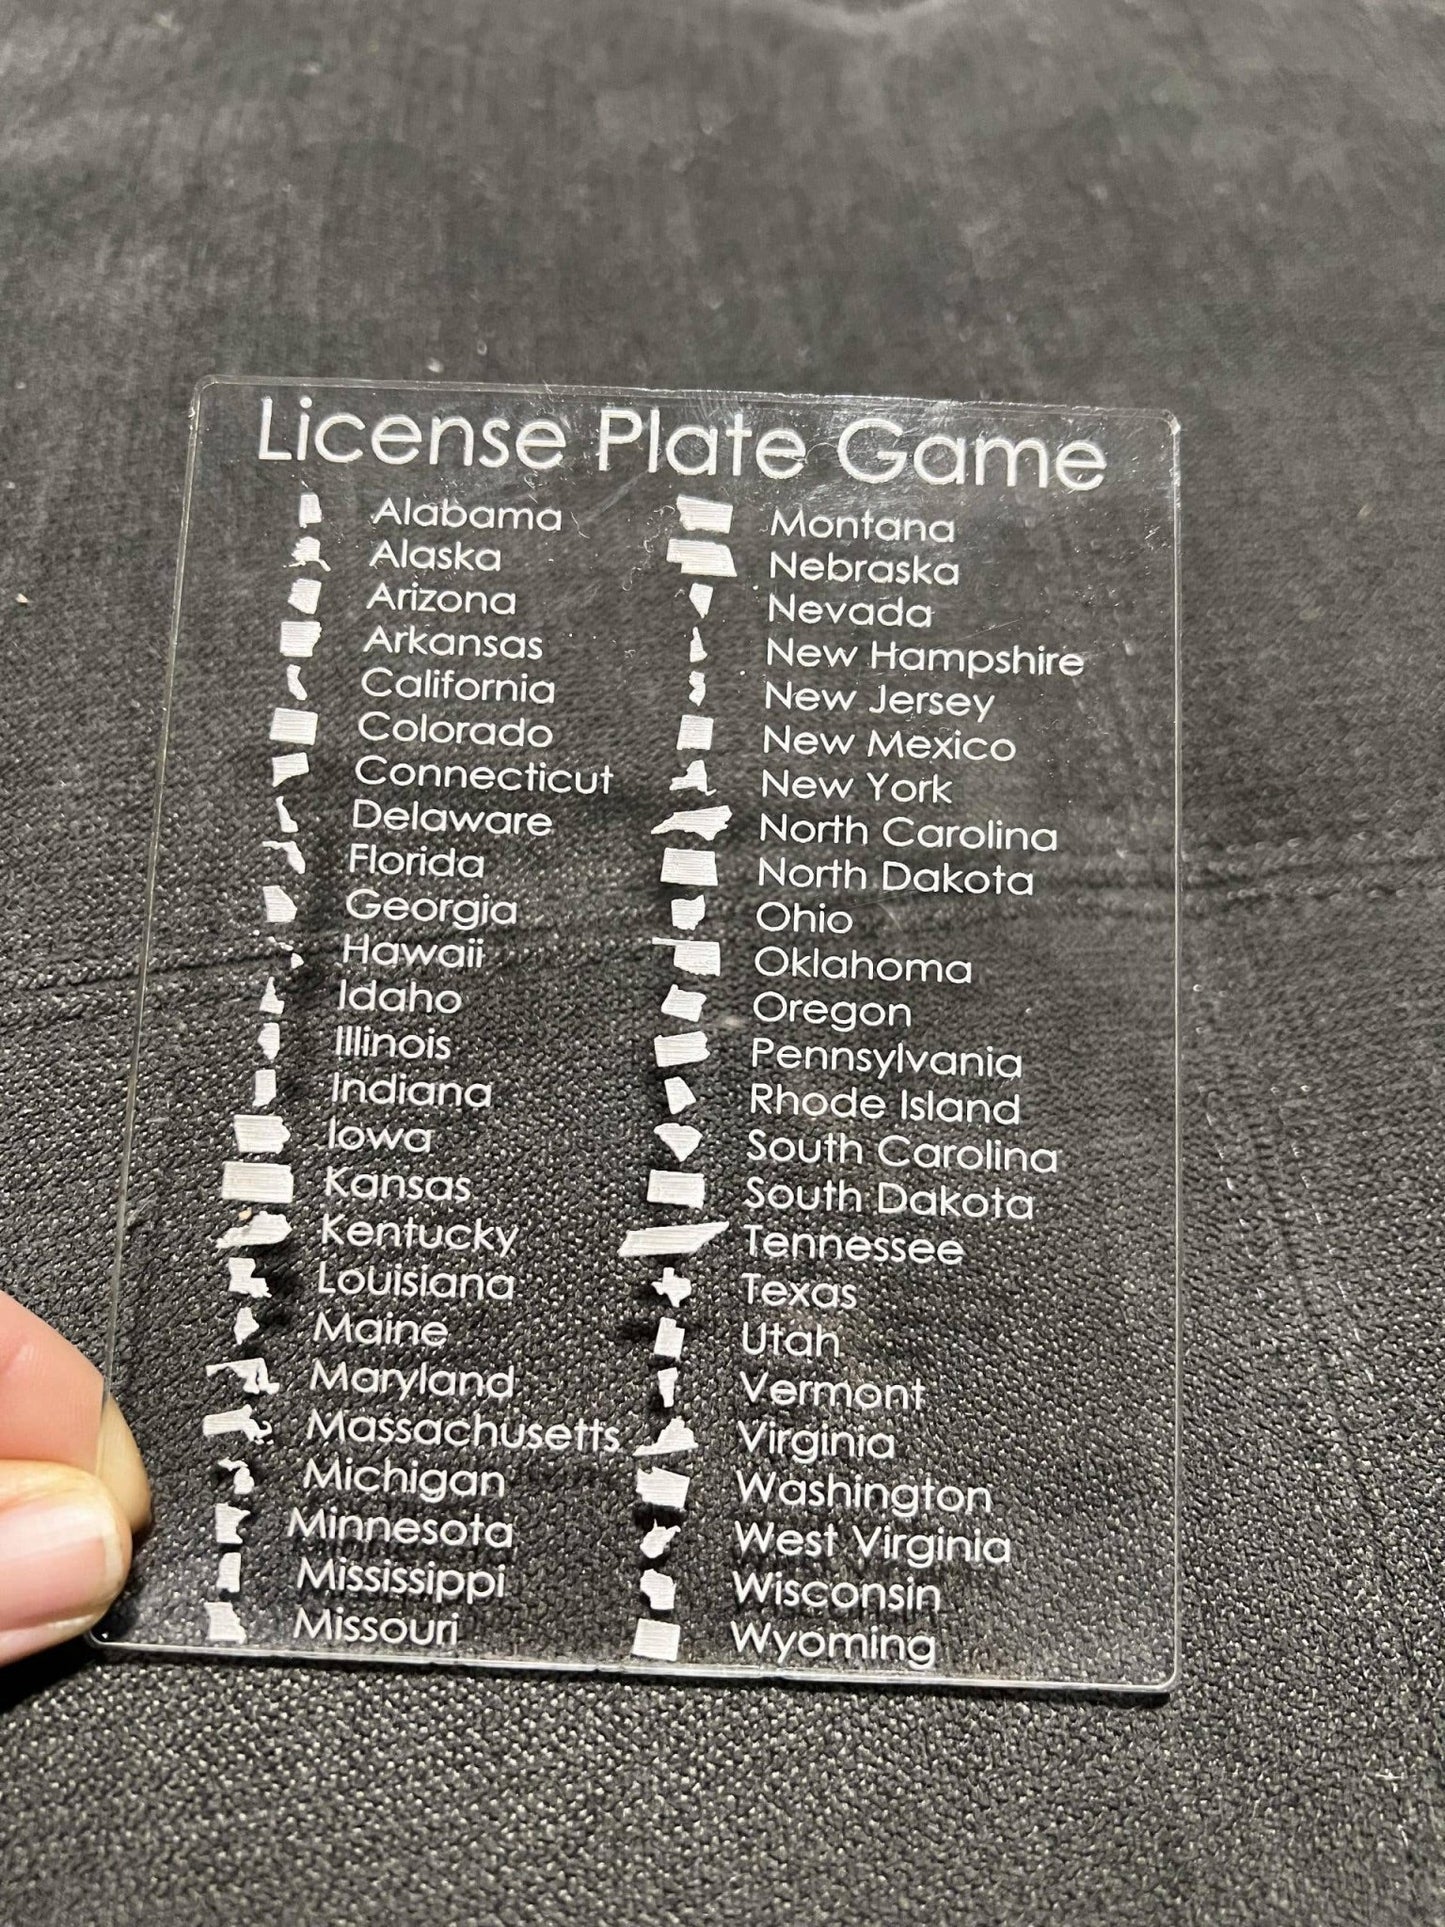 License Plate Game
Alabama
Alaska
Arizona
Arkansas
California
Colorado
Connecticut
Delaware
Florida
Georgia
Hawaii
Idaho
Illinois
Indiana
Iowa
Kansas
Kentucky
Louisiana
Maine
Maryland
Massachusetts
Michigan
Minnesota
Mississippi
Missouri
Montana
Nebraska
Nevada
New Hampshire
New Jersey
New Mexico
New York
North Carolina
North Dakota
Ohio
Oklahoma
Oregon
Pennsylvania
Rhode Island
South Carolina
South Dakota
Tennessee
Texas
Utah
Vermont
Virginia
Washington
West Virginia
Wisconsin
Wyoming